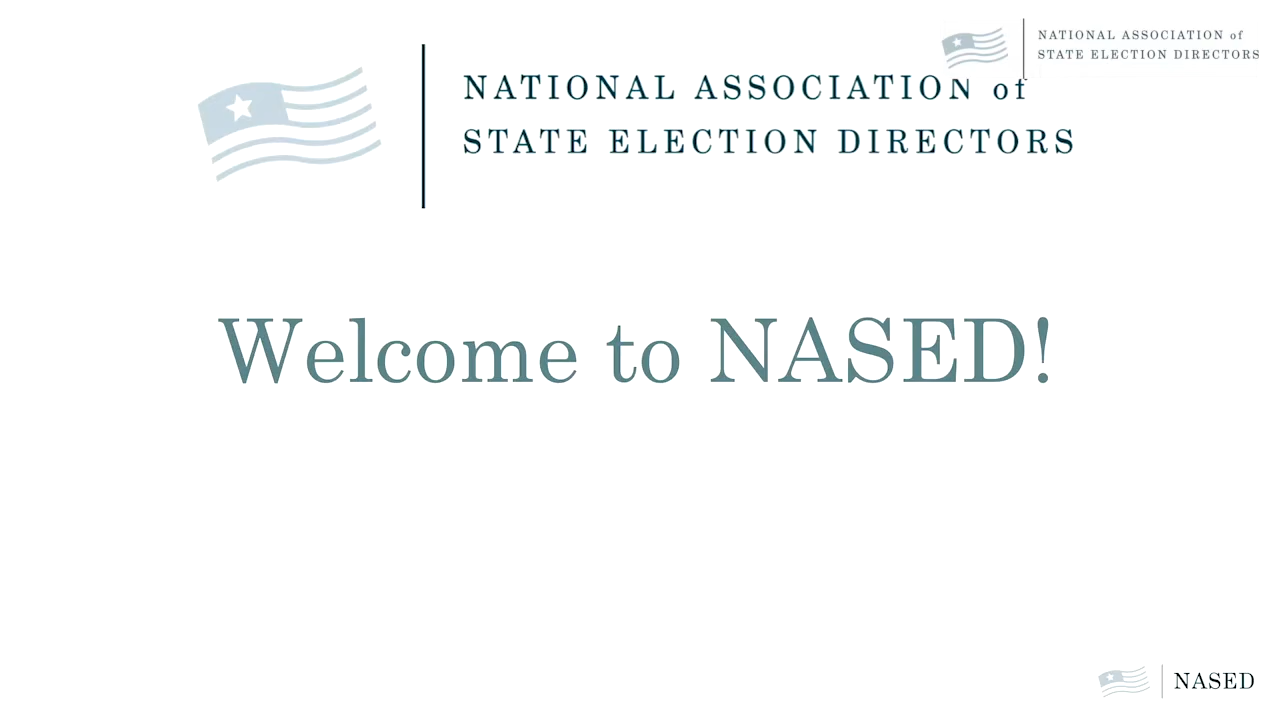 NATIONAL ASSOCIATION of
STATE ELECTION DIRECTORS
NATIONAL ASSOCIATION of
STATE ELECTION DIRECTORS
Welcome to NASED!
NASED